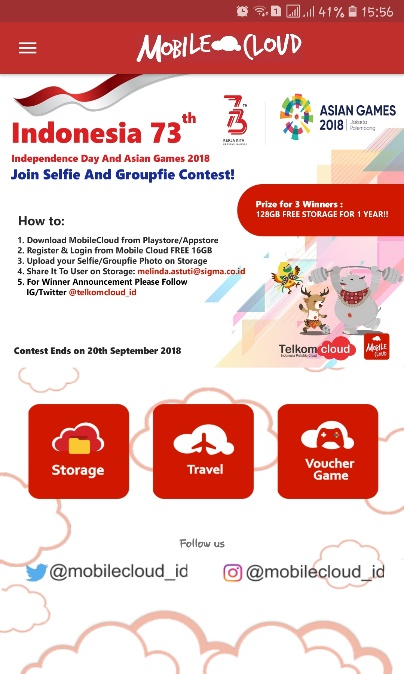 41% 15:56
MOBILE CLOUD
Indonesia 73th
73
ASIAN GAMES
2018 Jakarta
Palembang
Independence Day And Asian Games 2018
Join Selfie And Groupfie Contest!
Prize for 3 Winners :
128GB FREE STORAGE FOR 1 YEAR!!
How to:
1. Download MobileCloud from Playstore/Appstore
2. Register & Login from Mobile Cloud FREE 16GB
3. Upload your Selfie/Groupfie Photo on Storage
4. Share It To User on Storage: melinda.astuti@sigma.co.id
5. For Winner Announcement Please Follow
IG/Twitter @telkomcloud_id
Contest Ends on 20th September 2018
Telkomcloud
MOBILE
CLOUD
Storage
Travel
Voucher
Game
Follow us
@mobilecloud_id
@mobilecloud_id